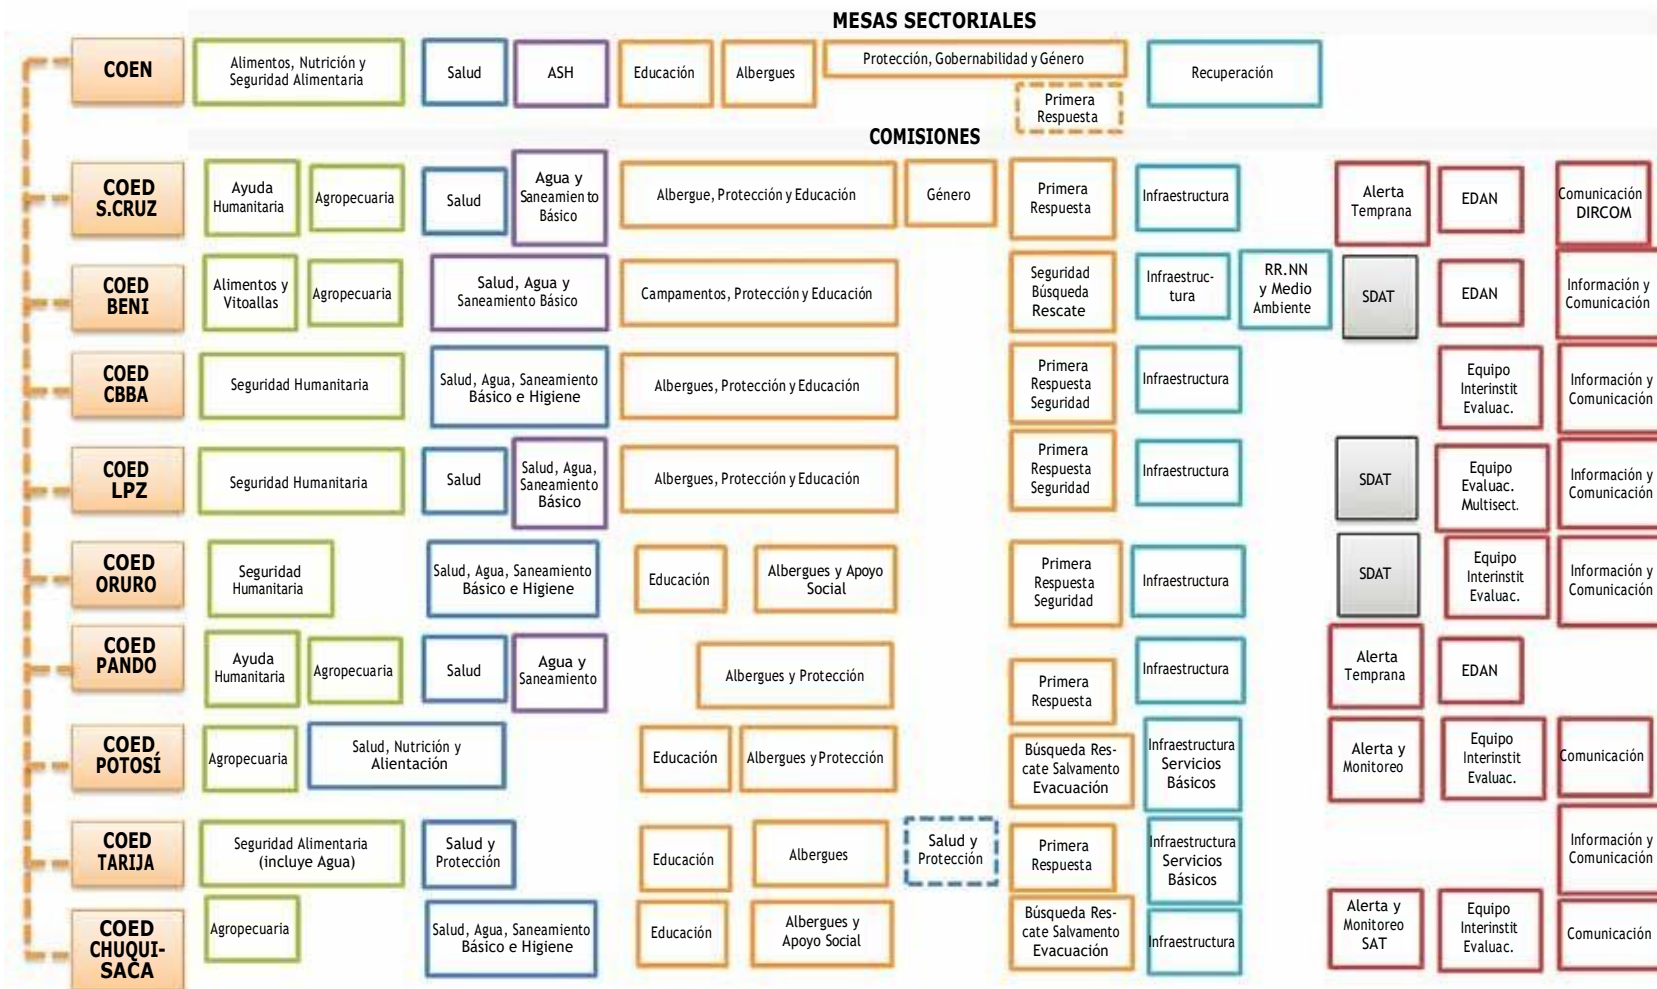 MESAS SECTORIALES
COEN
Alimentos, Nutrición y
Seguridad Alimentaria
Salud
ASH
Educación
Albergues
Protección, Gobernabilidad y Género
Primera
Respuesta
Recuperación
COMISIONES
COED
S.CRUZ
Ayuda
Humanitaria
Agropecuaria
Salud
Agua y
Saneamiento
Básico
Albergue, Protección y Educación
Género
Primera
Respuesta
Infraestructura
Alerta
Temprana
EDAN
Comunicación
DIRCOM
COED
BENI
Alimentos y
Vitoallas
Agropecuaria
Salud, Agua y
Saneamiento Básico
Campamentos, Protección y Educación
Seguridad
Búsqueda
Rescate
Infraestruc-
tura
RR.NN
y Medio
Ambiente
SDAT
EDAN
Información y
Comunicación
COED
CBBA
Seguridad Humanitaria
Salud, Agua, Saneamiento
Básico e Higiene
Albergues, Protección y Educación
Primera
Respuesta
Seguridad
Infraestructura
Equipo
Interinstit
Evaluac.
Información y
Comunicación
COED
LPZ
Seguridad Humanitaria
Salud
Salud, Agua,
Saneamiento
Básico
Albergues, Protección y Educación
Primera
Respuesta
Seguridad
Infraestructura
SDAT
Equipo
Evaluac.
Multisect.
Información y
Comunicación
COED
ORURO
Seguridad
Humanitaria
Salud, Agua, Saneamiento
Básico e Higiene
Educación
Albergues y Apoyo
Social
Primera
Respuesta
Seguridad
Infraestructura
SDAT
Equipo
Interinstit
Evaluac.
Información y
Comunicación
COED
PANDO
Ayuda
Humanitaria
Agropecuaria
Salud
Agua y
Saneamiento
Albergues y Protección
Primera
Respuesta
Infraestructura
Alerta
Temprana
EDAN
COED
POTOSÍ
Agropecuaria
Salud, Nutrición y
Alientación
Educación
Albergues y Protección
Búsqueda Res-
cate Salvamento
Evacuación
Infraestructura
Servicios
Básicos
Alerta y
Monitoreo
Equipo
Interinstit
Evaluac.
Comunicación
COED
TARIJA
Seguridad Alimentaria
(incluye Agua)
Salud y
Protección
Educación
Albergues
Salud y
Protección
Primera
Respuesta
Infraestructura
Servicios
Básicos
Información y
Comunicación
COED
CHUQUI-
SACA
Agropecuaria
Salud, Agua, Saneamiento
Básico e Higiene
Educación
Albergues y
Apoyo Social
Búsqueda Res-
cate Salvamento
Evacuación
Infraestructura
Alerta y
Monitoreo
SAT
Equipo
Interinstit
Evaluac.
Comunicación